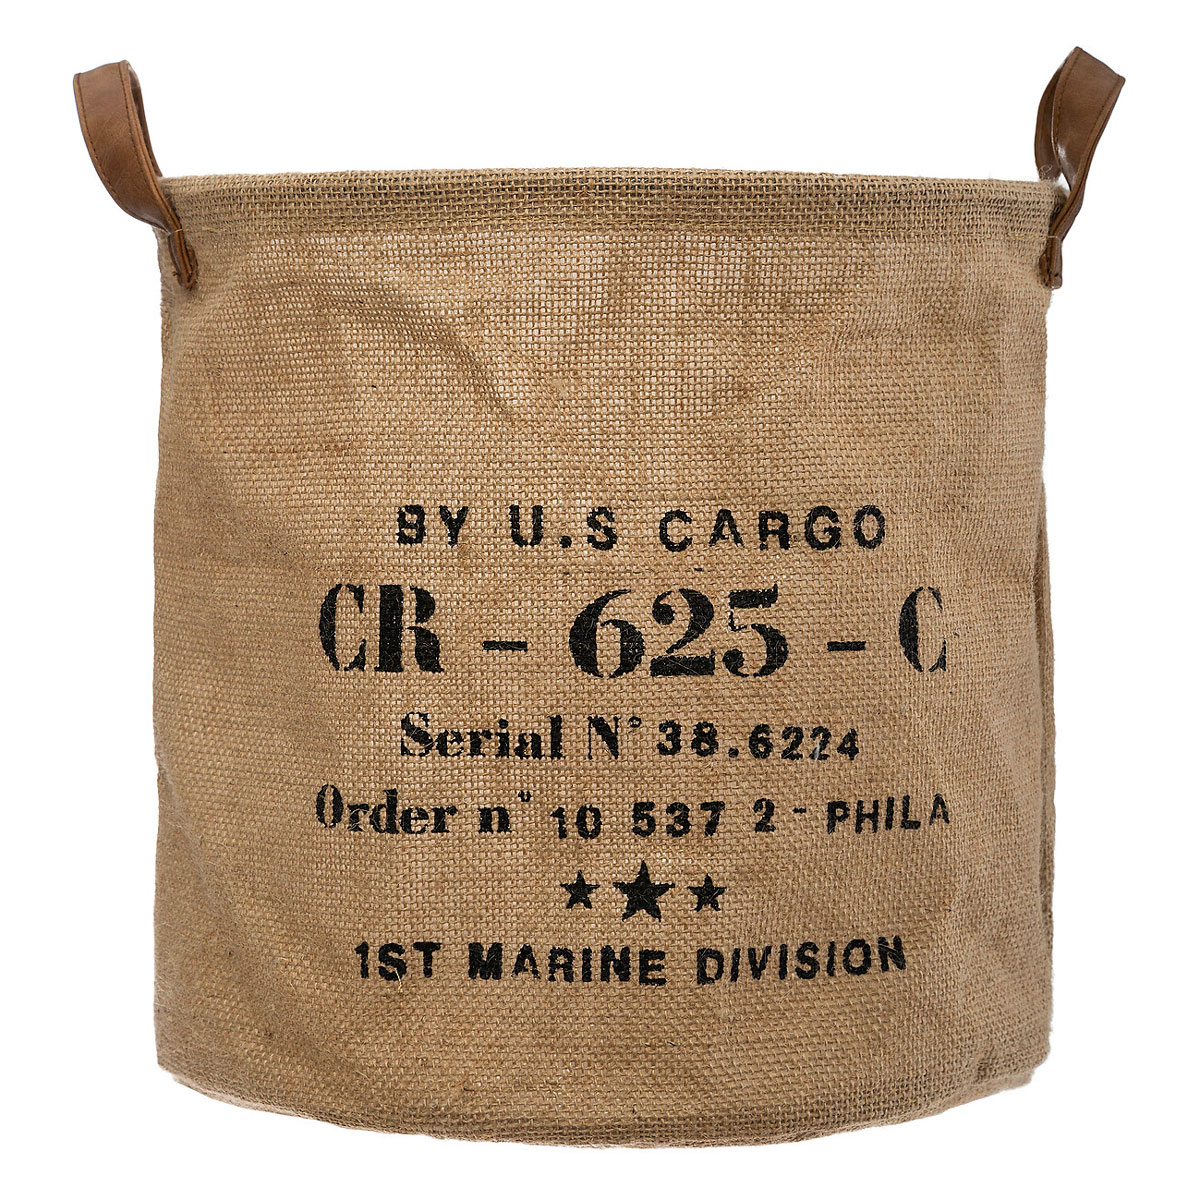 BY U.S CARGO
CR - 625 - C
Serial N° 38.6224
Order n° 10 537 2 - PHILA
1ST MARINE DIVISION